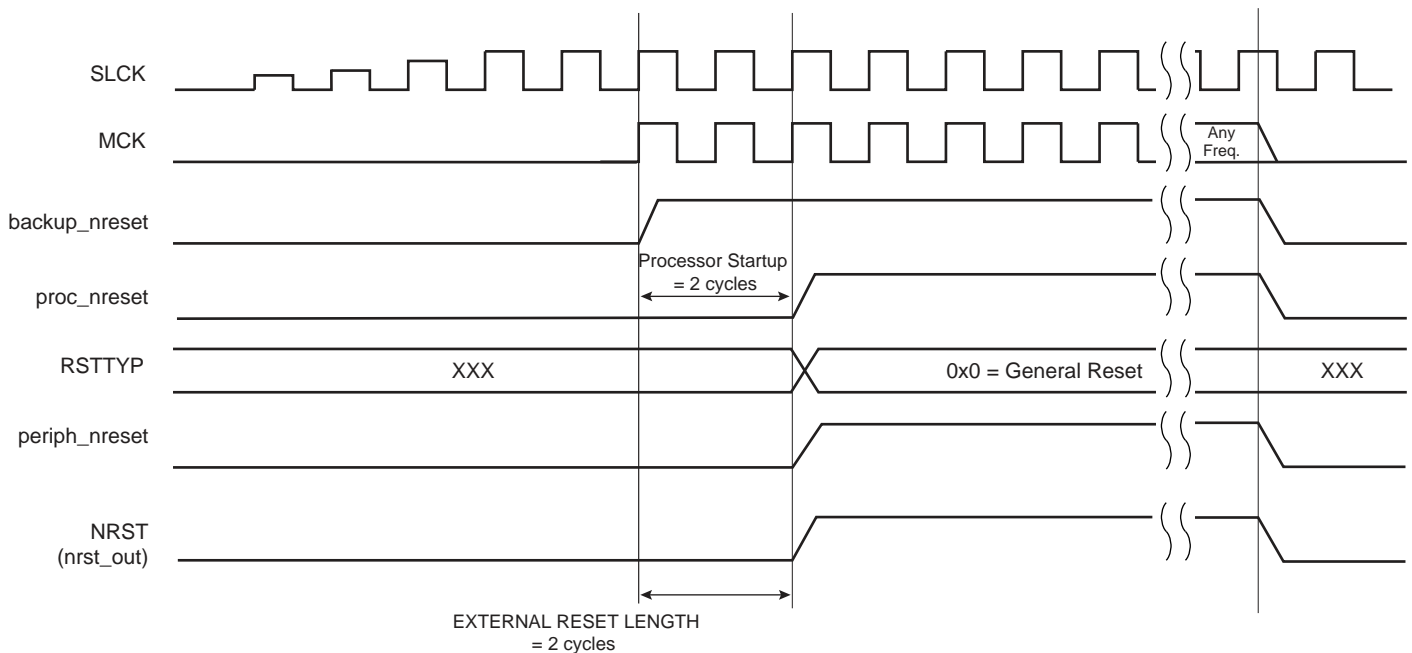 SLCK
MCK
Any
Freq.
backup_nreset
Processor Startup
= 2 cycles
proc_nreset
RSTTYP
XXX
0x0 = General Reset
XXX
periph_nreset
NRST
(nrst_out)
EXTERNAL RESET LENGTH
= 2 cycles